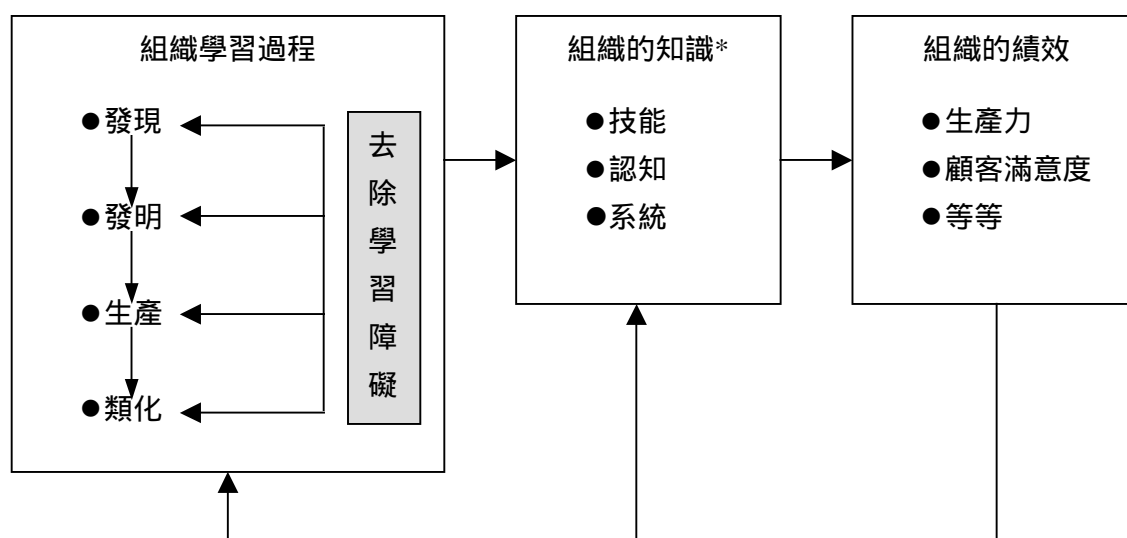 組織學習過程
●發現
●發明
●生產
●類化
去除學習障礙
組織的知識*
●技能
●認知
●系統
組織的績效
●生產力
●顧客滿意度
●等等